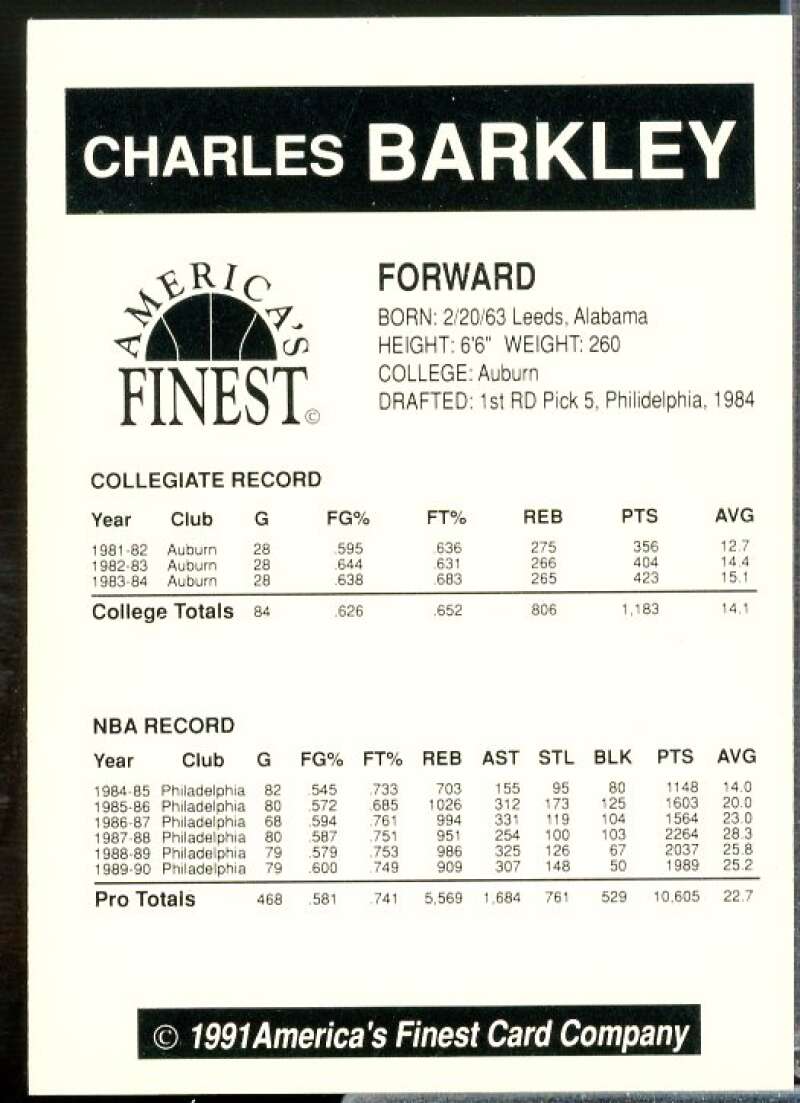 CHARLES BARKLEY
AMERICA'S
FINEST ©
FORWARD
BORN: 2/20/63 Leeds, Alabama
HEIGHT: 6'6" WEIGHT: 260
COLLEGE: Auburn
DRAFTED: 1st RD Pick 5, Philidelphia, 1984
COLLEGIATE RECORD
Year Club G FG% FT% REB PTS AVG
1981-82 Auburn 28 .595 .636 275 356 12.7
1982-83 Auburn 28 .644 .631 266 404 14.4
1983-84 Auburn 28 .638 .683 265 423 15.1
College Totals 84 .626 .652 806 1,183 14.1
NBA RECORD
Year Club G FG% FT% REB AST STL BLK PTS AVG
1984-85 Philadelphia 82 .545 .733 703 155 95 80 1148 14.0
1985-86 Philadelphia 80 .572 .685 1026 312 173 125 1603 20.0
1986-87 Philadelphia 68 .594 .761 994 331 119 104 1564 23.0
1987-88 Philadelphia 80 .587 .751 951 254 100 103 2264 28.3
1988-89 Philadelphia 79 .579 .753 986 325 126 67 2037 25.8
1989-90 Philadelphia 79 .600 .749 909 307 148 50 1989 25.2
Pro Totals 468 .581 .741 5,569 1,684 761 529 10,605 22.7
© 1991 America's Finest Card Company